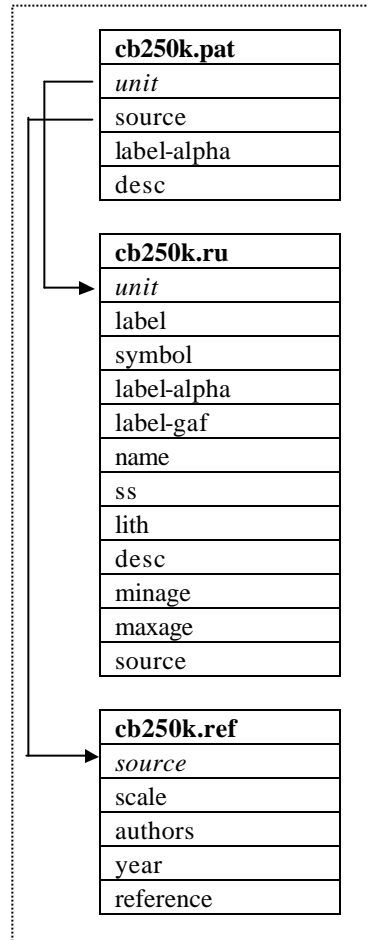 cb250k.pat
unit
source
label-alpha
desc
cb250k.ru
unit
label
symbol
label-alpha
label-gaf
name
ss
lith
desc
minage
maxage
source
cb250k.ref
source
scale
authors
year
reference